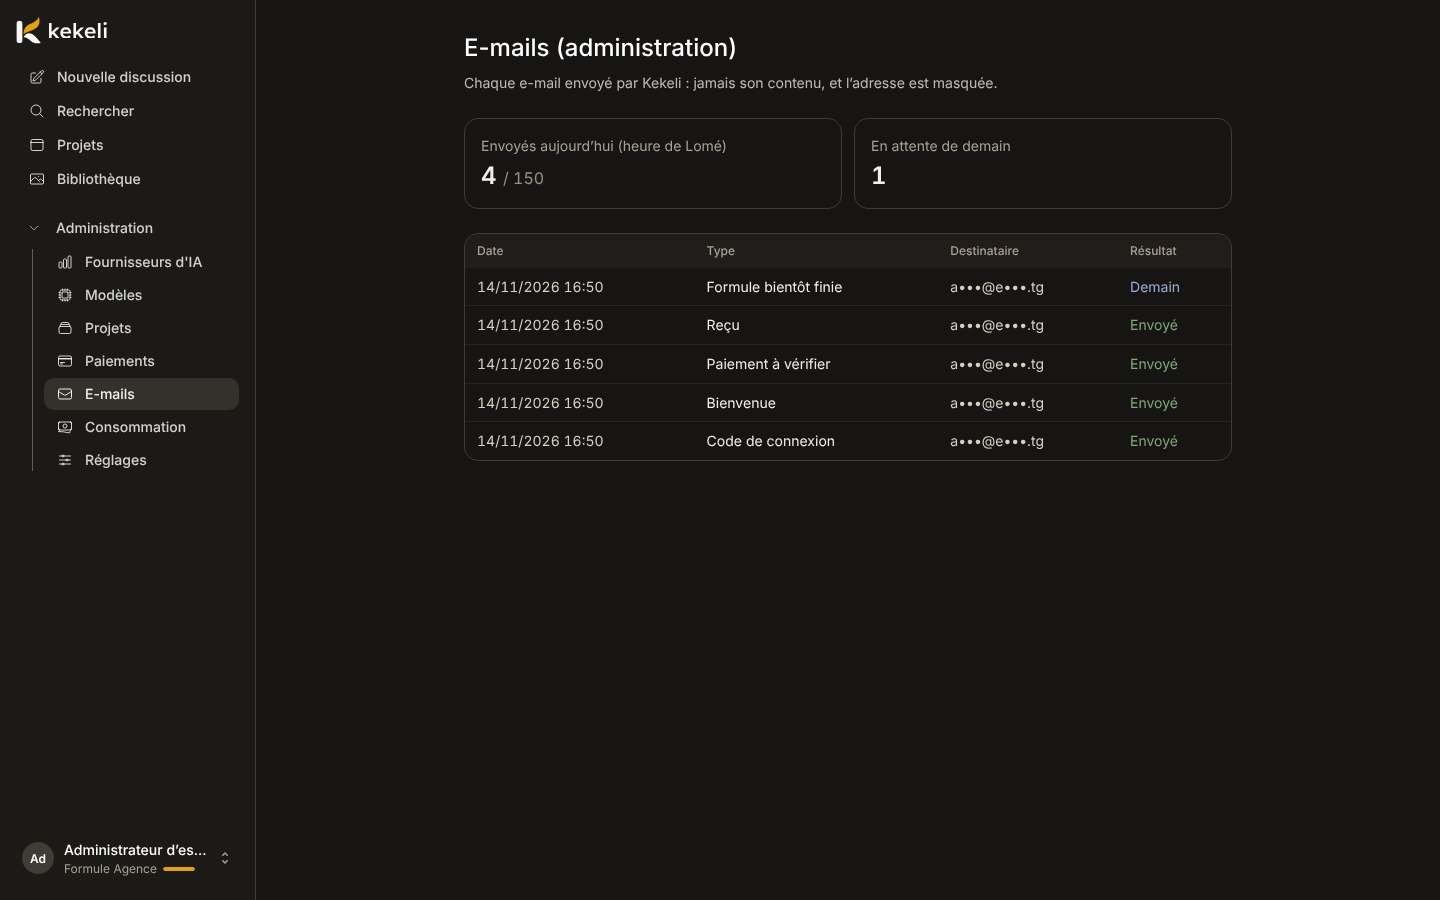 kekeli
Nouvelle discussion
Rechercher
Projets
Bibliothèque
Administration
Fournisseurs d'IA
Modèles
Projets
Paiements
E-mails
Consommation
Réglages
Ad
Administrateur d’es...
Formule Agence
E-mails (administration)
Chaque e-mail envoyé par Kekeli : jamais son contenu, et l’adresse est masquée.
Envoyés aujourd’hui (heure de Lomé)
4 / 150
En attente de demain
1
Date Type Destinataire Résultat
14/11/2026 16:50 Formule bientôt finie a•••@e•••.tg Demain
14/11/2026 16:50 Reçu a•••@e•••.tg Envoyé
14/11/2026 16:50 Paiement à vérifier a•••@e•••.tg Envoyé
14/11/2026 16:50 Bienvenue a•••@e•••.tg Envoyé
14/11/2026 16:50 Code de connexion a•••@e•••.tg Envoyé